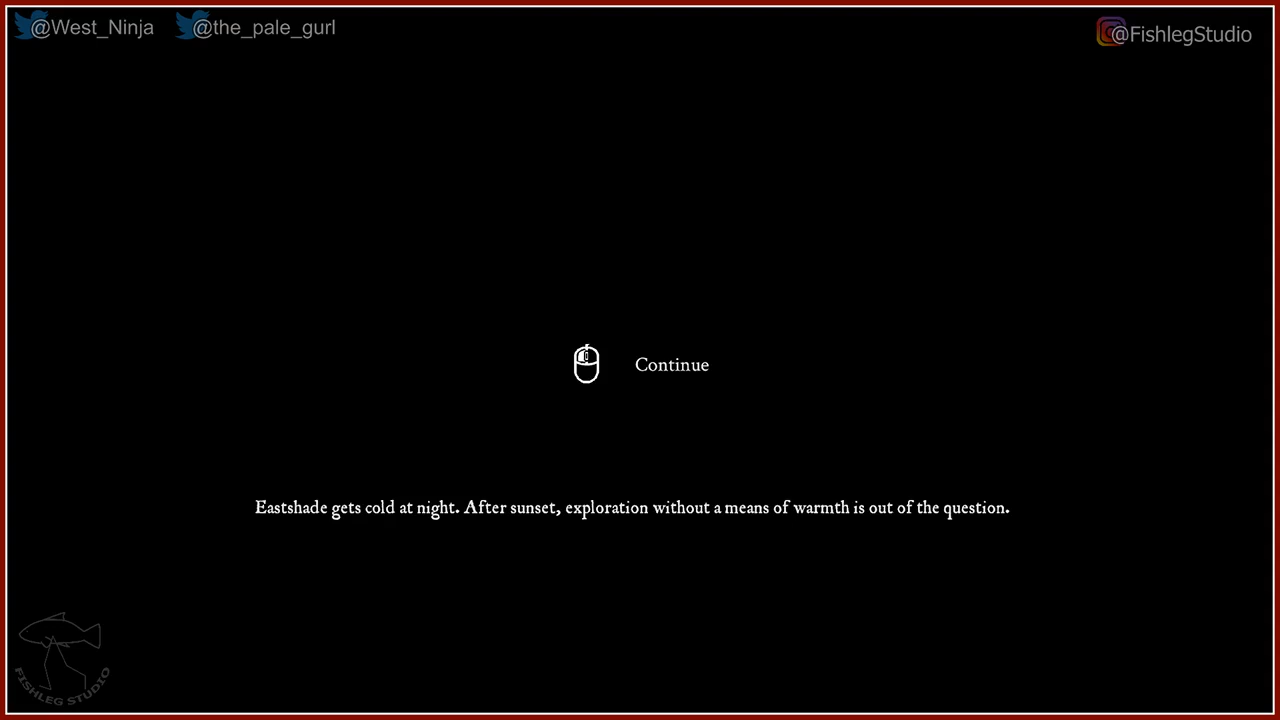 @West_Ninja @the_pale_gurl @FishlegStudio
Continue
Eastshade gets cold at night. After sunset, exploration without a means of warmth is out of the question.
FISHLEG STUDIO